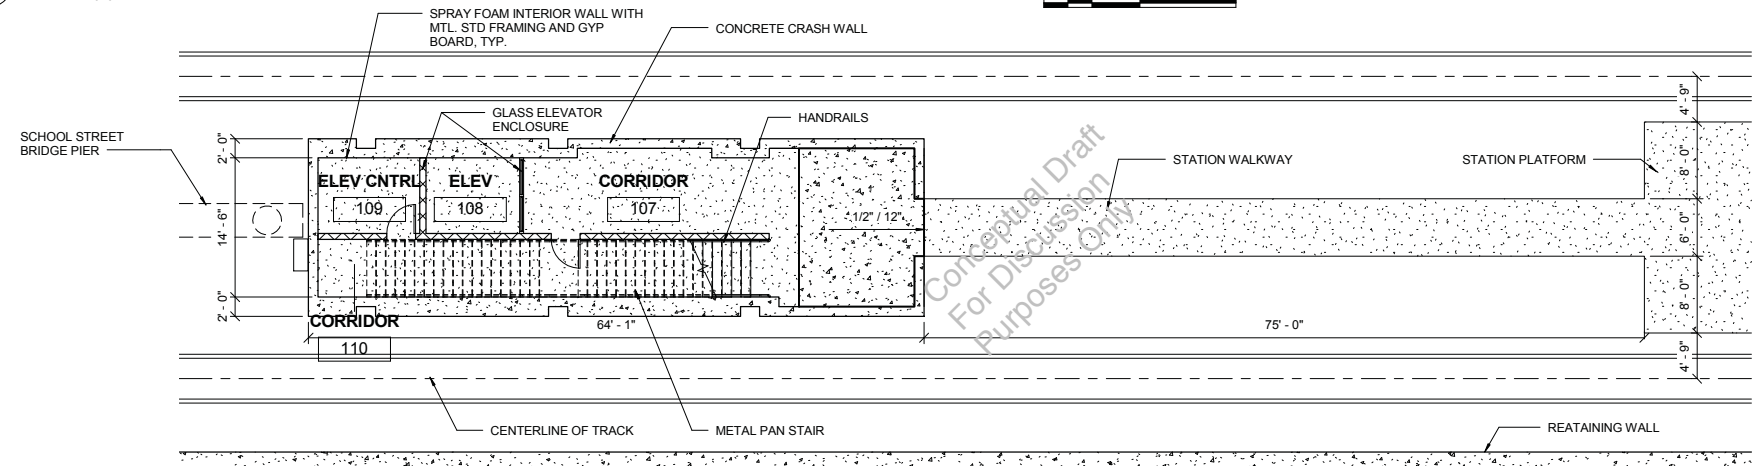 SPRAY FOAM INTERIOR WALL WITH
MTL. STD FRAMING AND GYP
BOARD, TYP.
CONCRETE CRASH WALL
GLASS ELEVATOR
ENCLOSURE
HANDRAILS
SCHOOL STREET
BRIDGE PIER
STATION WALKWAY
STATION PLATFORM
ELEV CNTRL
109
ELEV
108
CORRIDOR
107
1/2" / 12"
2' - 0"
14' - 6"
2' - 0"
4' - 9"
8' - 0"
6' - 0"
8' - 0"
4' - 9"
Conceptual Draft
For Discussion
Purposes Only
CORRIDOR
110
64' - 1"
75' - 0"
CENTERLINE OF TRACK
METAL PAN STAIR
REATAINING WALL